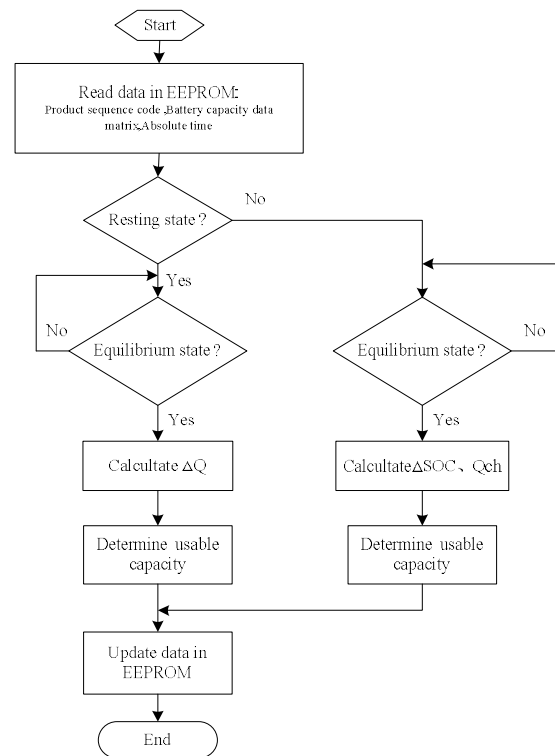 Start
Read data in EEPROM:
Product sequence code ,Battery capacity data
matrix,Absolute time
Resting state?
No
Yes
Equilibrium state?
No
Equilibrium state?
No
Yes
Yes
Calcultate △Q
Calcultate△SOC、Qch
Determine usable
capacity
Determine usable
capacity
Update data in
EEPROM
End